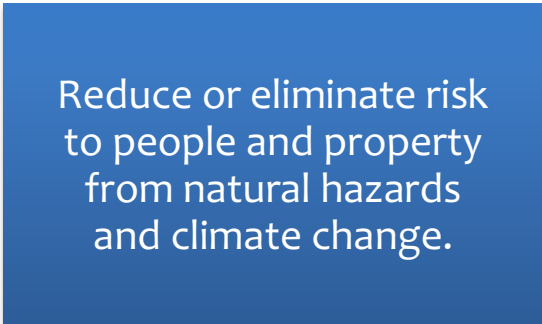 Reduce or eliminate risk
to people and property
from natural hazards
and climate change.